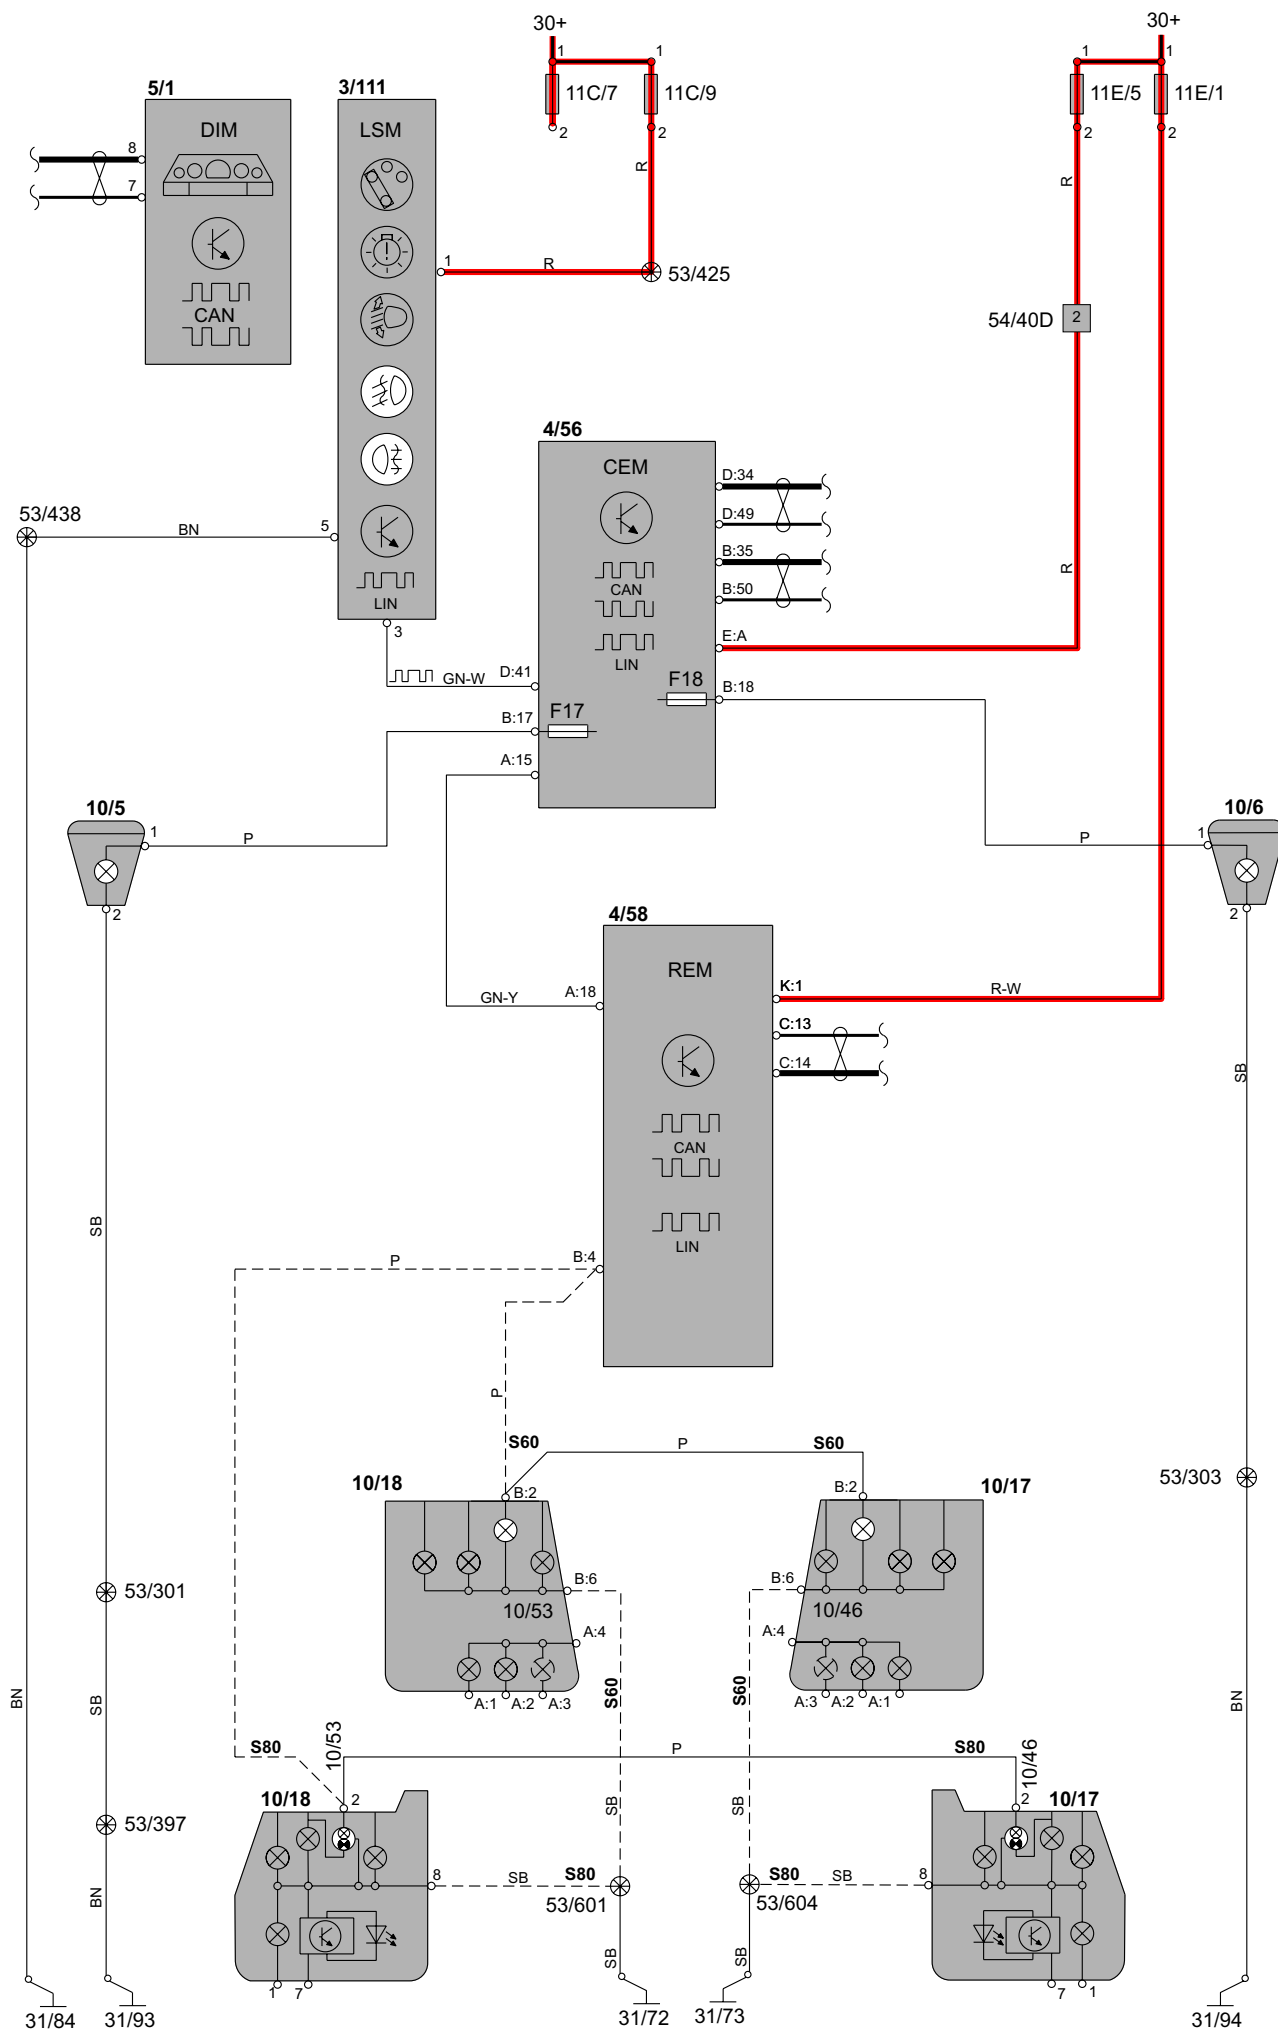 30+
30+
1
1
1
1
11C/7
11C/9
11E/5
11E/1
2
2
2
2
5/1
3/111
DIM
LSM
8
7
CAN
R
R
1
R
53/425
54/40D
2
4/56
CEM
D:34
D:49
B:35
B:50
CAN
LIN
E:A
R
53/438
BN
5
LIN
3
GN-W
D:41
F18
B:18
B:17
F17
A:15
10/5
1
P
2
P
1
10/6
2
4/58
REM
GN-Y
A:18
K:1
R-W
C:13
C:14
CAN
LIN
SB
SB
P
B:4
P
S60
P
S60
10/18
B:2
B:2
10/17
53/303
B:6
B:6
53/301
10/53
10/46
A:4
A:4
A:1
A:2
A:3
A:3
A:2
A:1
BN
SB
S60
S60
BN
S80
10/53
P
S80
10/46
10/18
2
2
10/17
53/397
SB
SB
8
SB
S80
S80
SB
8
53/601
53/604
BN
SB
SB
1
7
7
1
31/84
31/93
31/72
31/73
31/94